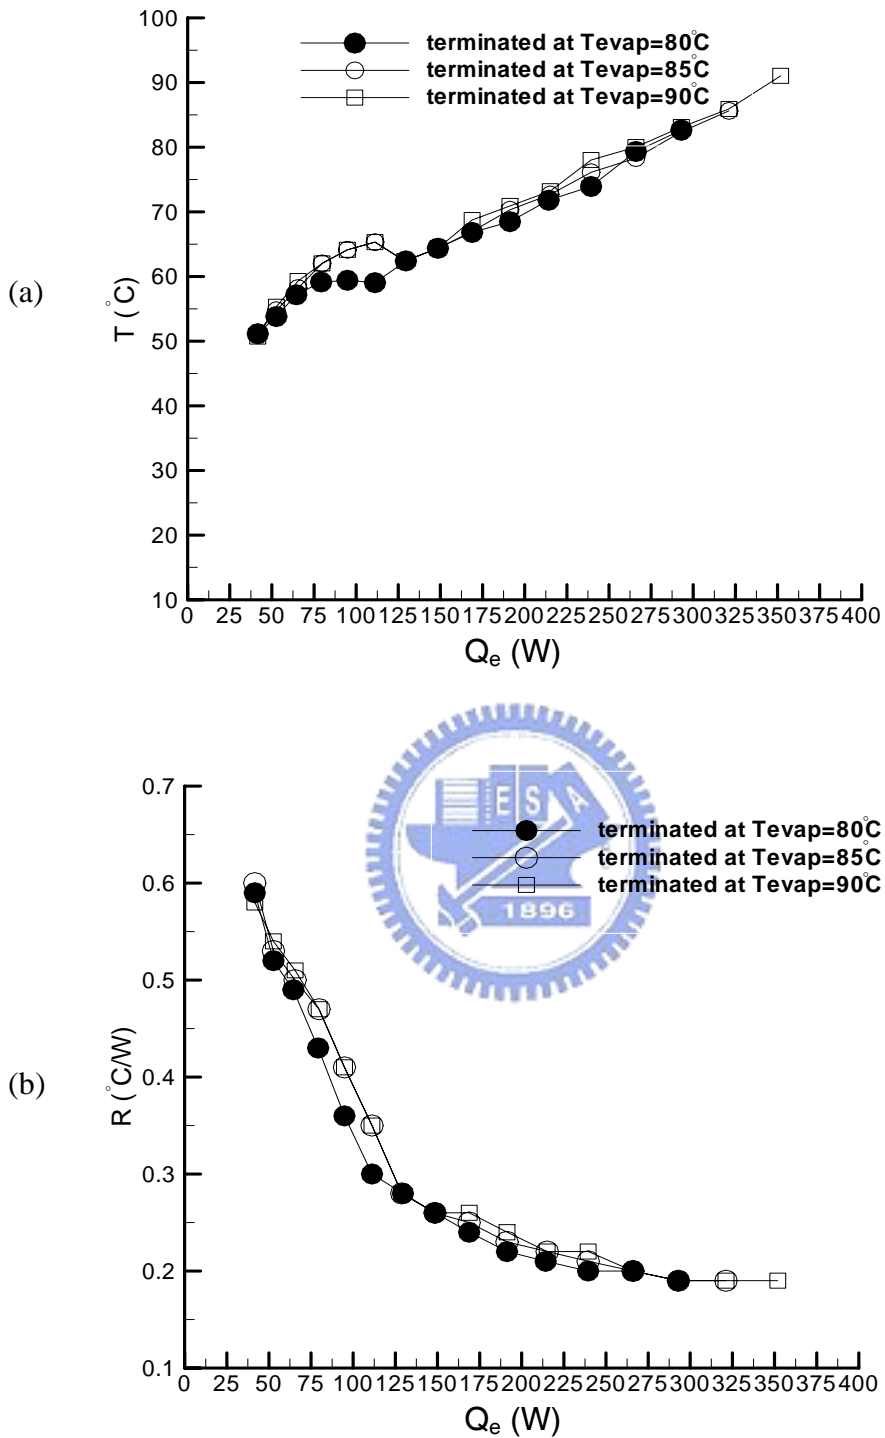 100
terminated at Tevap=80°C
terminated at Tevap=85°C
terminated at Tevap=90°C
90
80
70
60
(a)
T (°C)
50
40
30
20
10
0 25 50 75 100 125 150 175 200 225 250 275 300 325 350 375 400
Qe (W)
0.7
E S A
terminated at Tevap=80°C
terminated at Tevap=85°C
terminated at Tevap=90°C
0.6
1896
0.5
(b)
R (°C/W)
0.4
0.3
0.2
0.1
0 25 50 75 100 125 150 175 200 225 250 275 300 325 350 375 400
Qe (W)